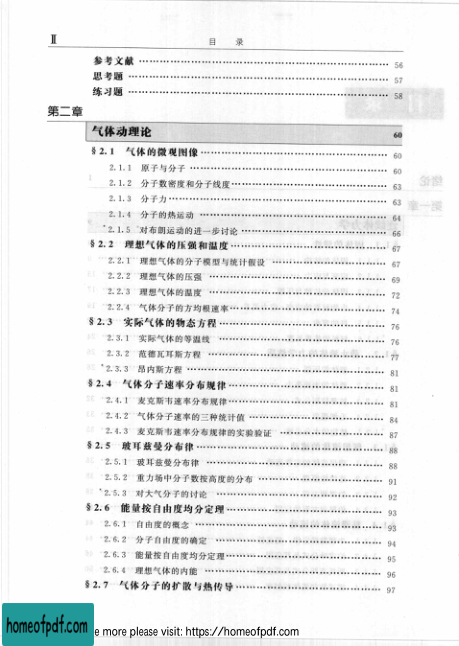 Ⅱ 目 录
参考文献 …… 56
思考题 …… 57
练习题 …… 58
第二章
气体动理论 60
§2.1 气体的微观图像 …… 60
2.1.1 原子与分子 …… 60
2.1.2 分子数密度和分子线度 …… 63
2.1.3 分子力 …… 63
2.1.4 分子的热运动 …… 64
*2.1.5 对布朗运动的进一步讨论 …… 66
§2.2 理想气体的压强和温度 …… 67
2.2.1 理想气体的分子模型与统计假设 …… 67
2.2.2 理想气体的压强 …… 69
2.2.3 理想气体的温度 …… 72
2.2.4 气体分子的方均根速率 …… 74
§2.3 实际气体的物态方程 …… 76
2.3.1 实际气体的等温线 …… 76
2.3.2 范德瓦耳斯方程 …… 77
*2.3.3 昂内斯方程 …… 81
§2.4 气体分子速率分布规律 …… 81
2.4.1 麦克斯韦速率分布规律 …… 81
2.4.2 气体分子速率的三种统计值 …… 84
2.4.3 麦克斯韦速率分布规律的实验验证 …… 87
§2.5 玻耳兹曼分布律 …… 88
2.5.1 玻耳兹曼分布律 …… 88
2.5.2 重力场中分子数按高度的分布 …… 91
*2.5.3 对大气分子的讨论 …… 92
§2.6 能量按自由度均分定理 …… 93
2.6.1 自由度的概念 …… 93
2.6.2 分子自由度的确定 …… 94
2.6.3 能量按自由度均分定理 …… 95
2.6.4 理想气体的内能 …… 96
§2.7 气体分子的扩散与热传导 …… 97
homeofpdf.com
e more please visit: https://homeofpdf.com